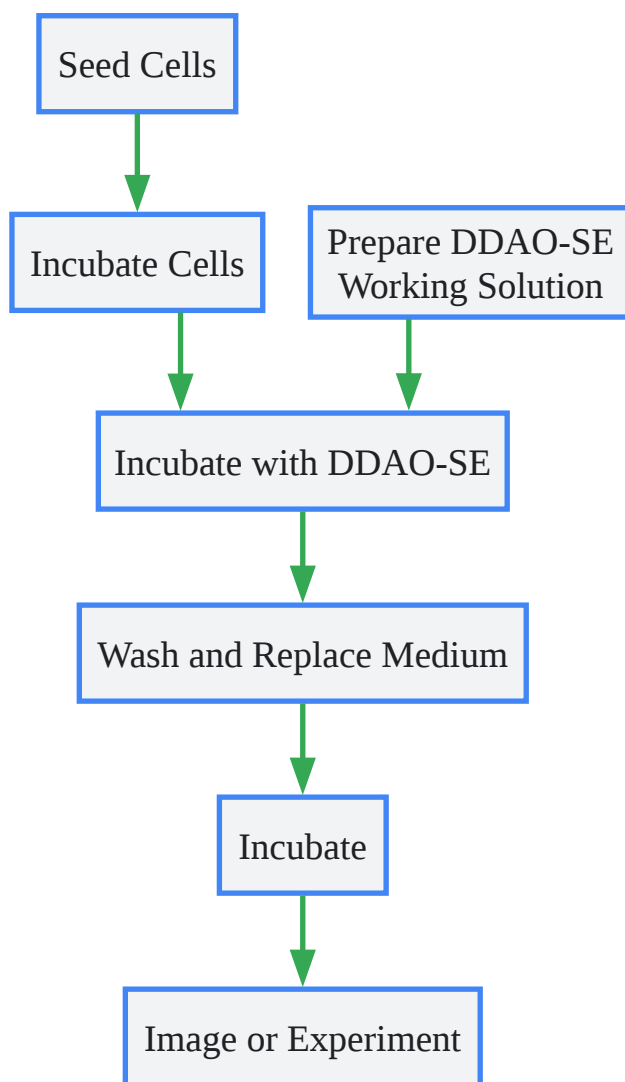 Seed Cells
Incubate Cells
Prepare DDAO-SE
Working Solution
Incubate with DDAO-SE
Wash and Replace Medium
Incubate
Image or Experiment